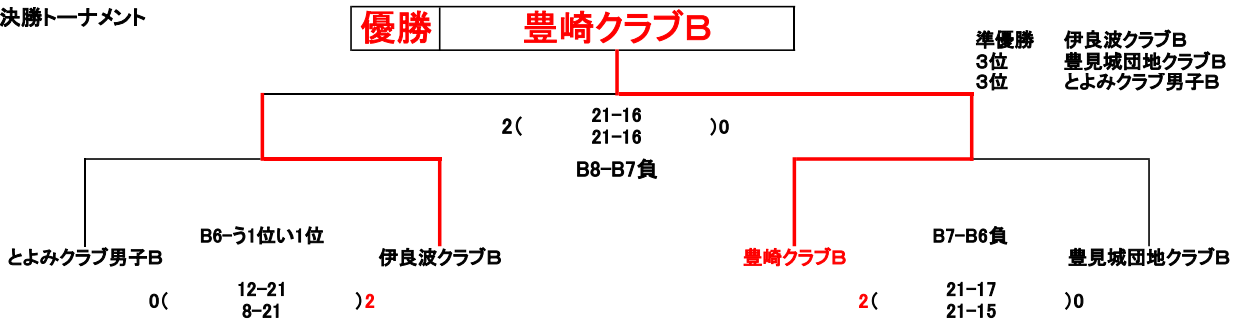 決勝トーナメント
優勝 豊崎クラブB
準優勝 伊良波クラブB
3位 豊見城団地クラブB
3位 とよみクラブ男子B
2( 21-16 )0
21-16
B8-B7負
B6-う1位い1位
B7-B6負
とよみクラブ男子B 伊良波クラブB 豊崎クラブB 豊見城団地クラブB
0( 12-21 )2
8-21
2( 21-17 )0
21-15